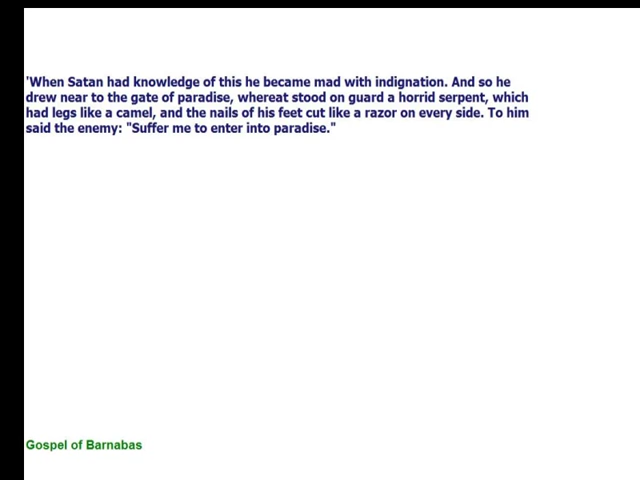 'When Satan had knowledge of this he became mad with indignation. And so he
drew near to the gate of paradise, whereat stood on guard a horrid serpent, which
had legs like a camel, and the nails of his feet cut like a razor on every side. To him
said the enemy: "Suffer me to enter into paradise."
Gospel of Barnabas